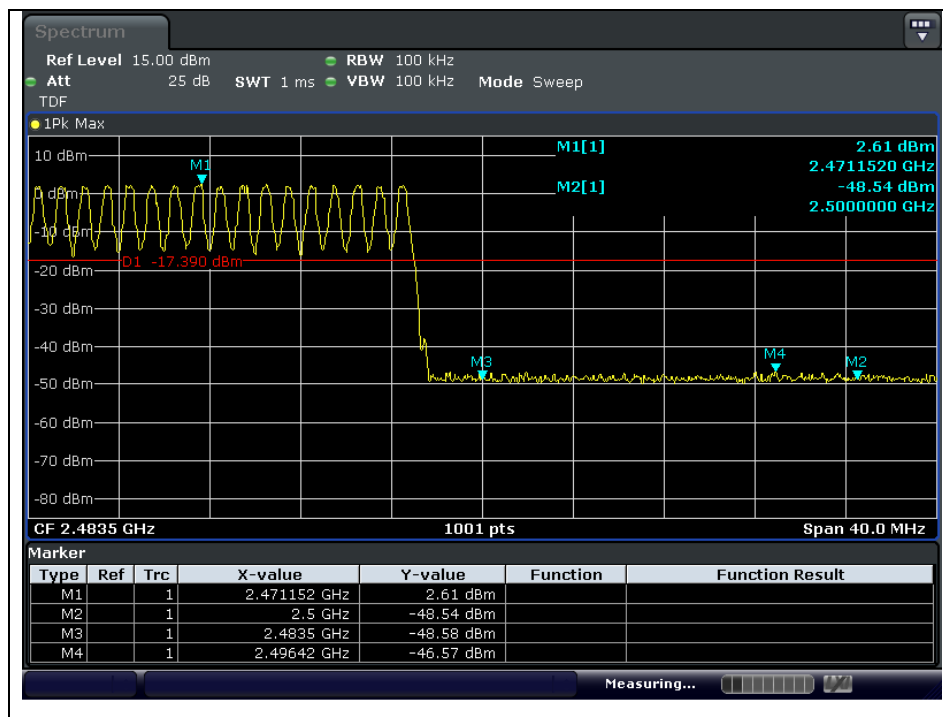 Spectrum
Ref Level 15.00 dBm RBW 100 kHz
Att 25 dB SWT 1 ms VBW 100 kHz Mode Sweep
TDF
1Pk Max
M1[1] 2.61 dBm
2.4711520 GHz
M2[1] -48.54 dBm
2.5000000 GHz
10 dBm
M1
0 dBm
-10 dBm
D1 -17.390 dBm
-20 dBm
-30 dBm
-40 dBm
M3 M4 M2
-50 dBm
-60 dBm
-70 dBm
-80 dBm
CF 2.4835 GHz 1001 pts Span 40.0 MHz
Marker
Type Ref Trc X-value Y-value Function Function Result
M1 1 2.471152 GHz 2.61 dBm
M2 1 2.5 GHz -48.54 dBm
M3 1 2.4835 GHz -48.58 dBm
M4 1 2.49642 GHz -46.57 dBm
Measuring...